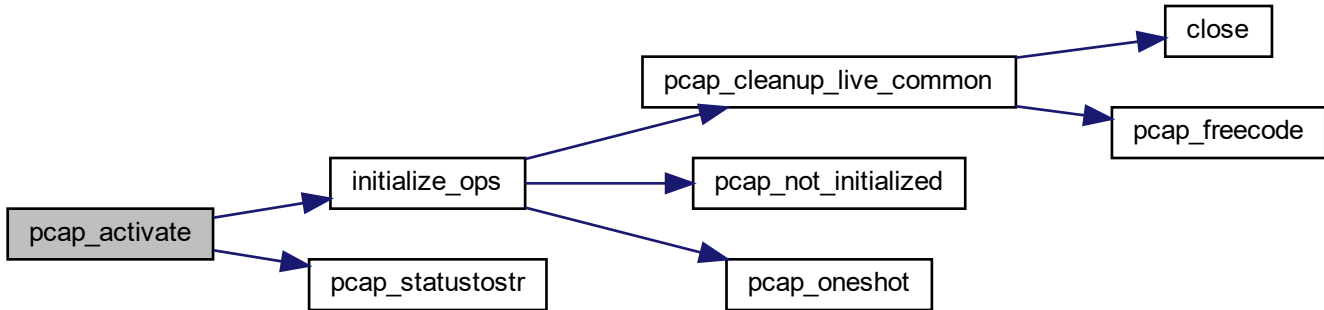 close
pcap_cleanup_live_common
pcap_freecode
initialize_ops
pcap_not_initialized
pcap_activate
pcap_statustostr
pcap_oneshot